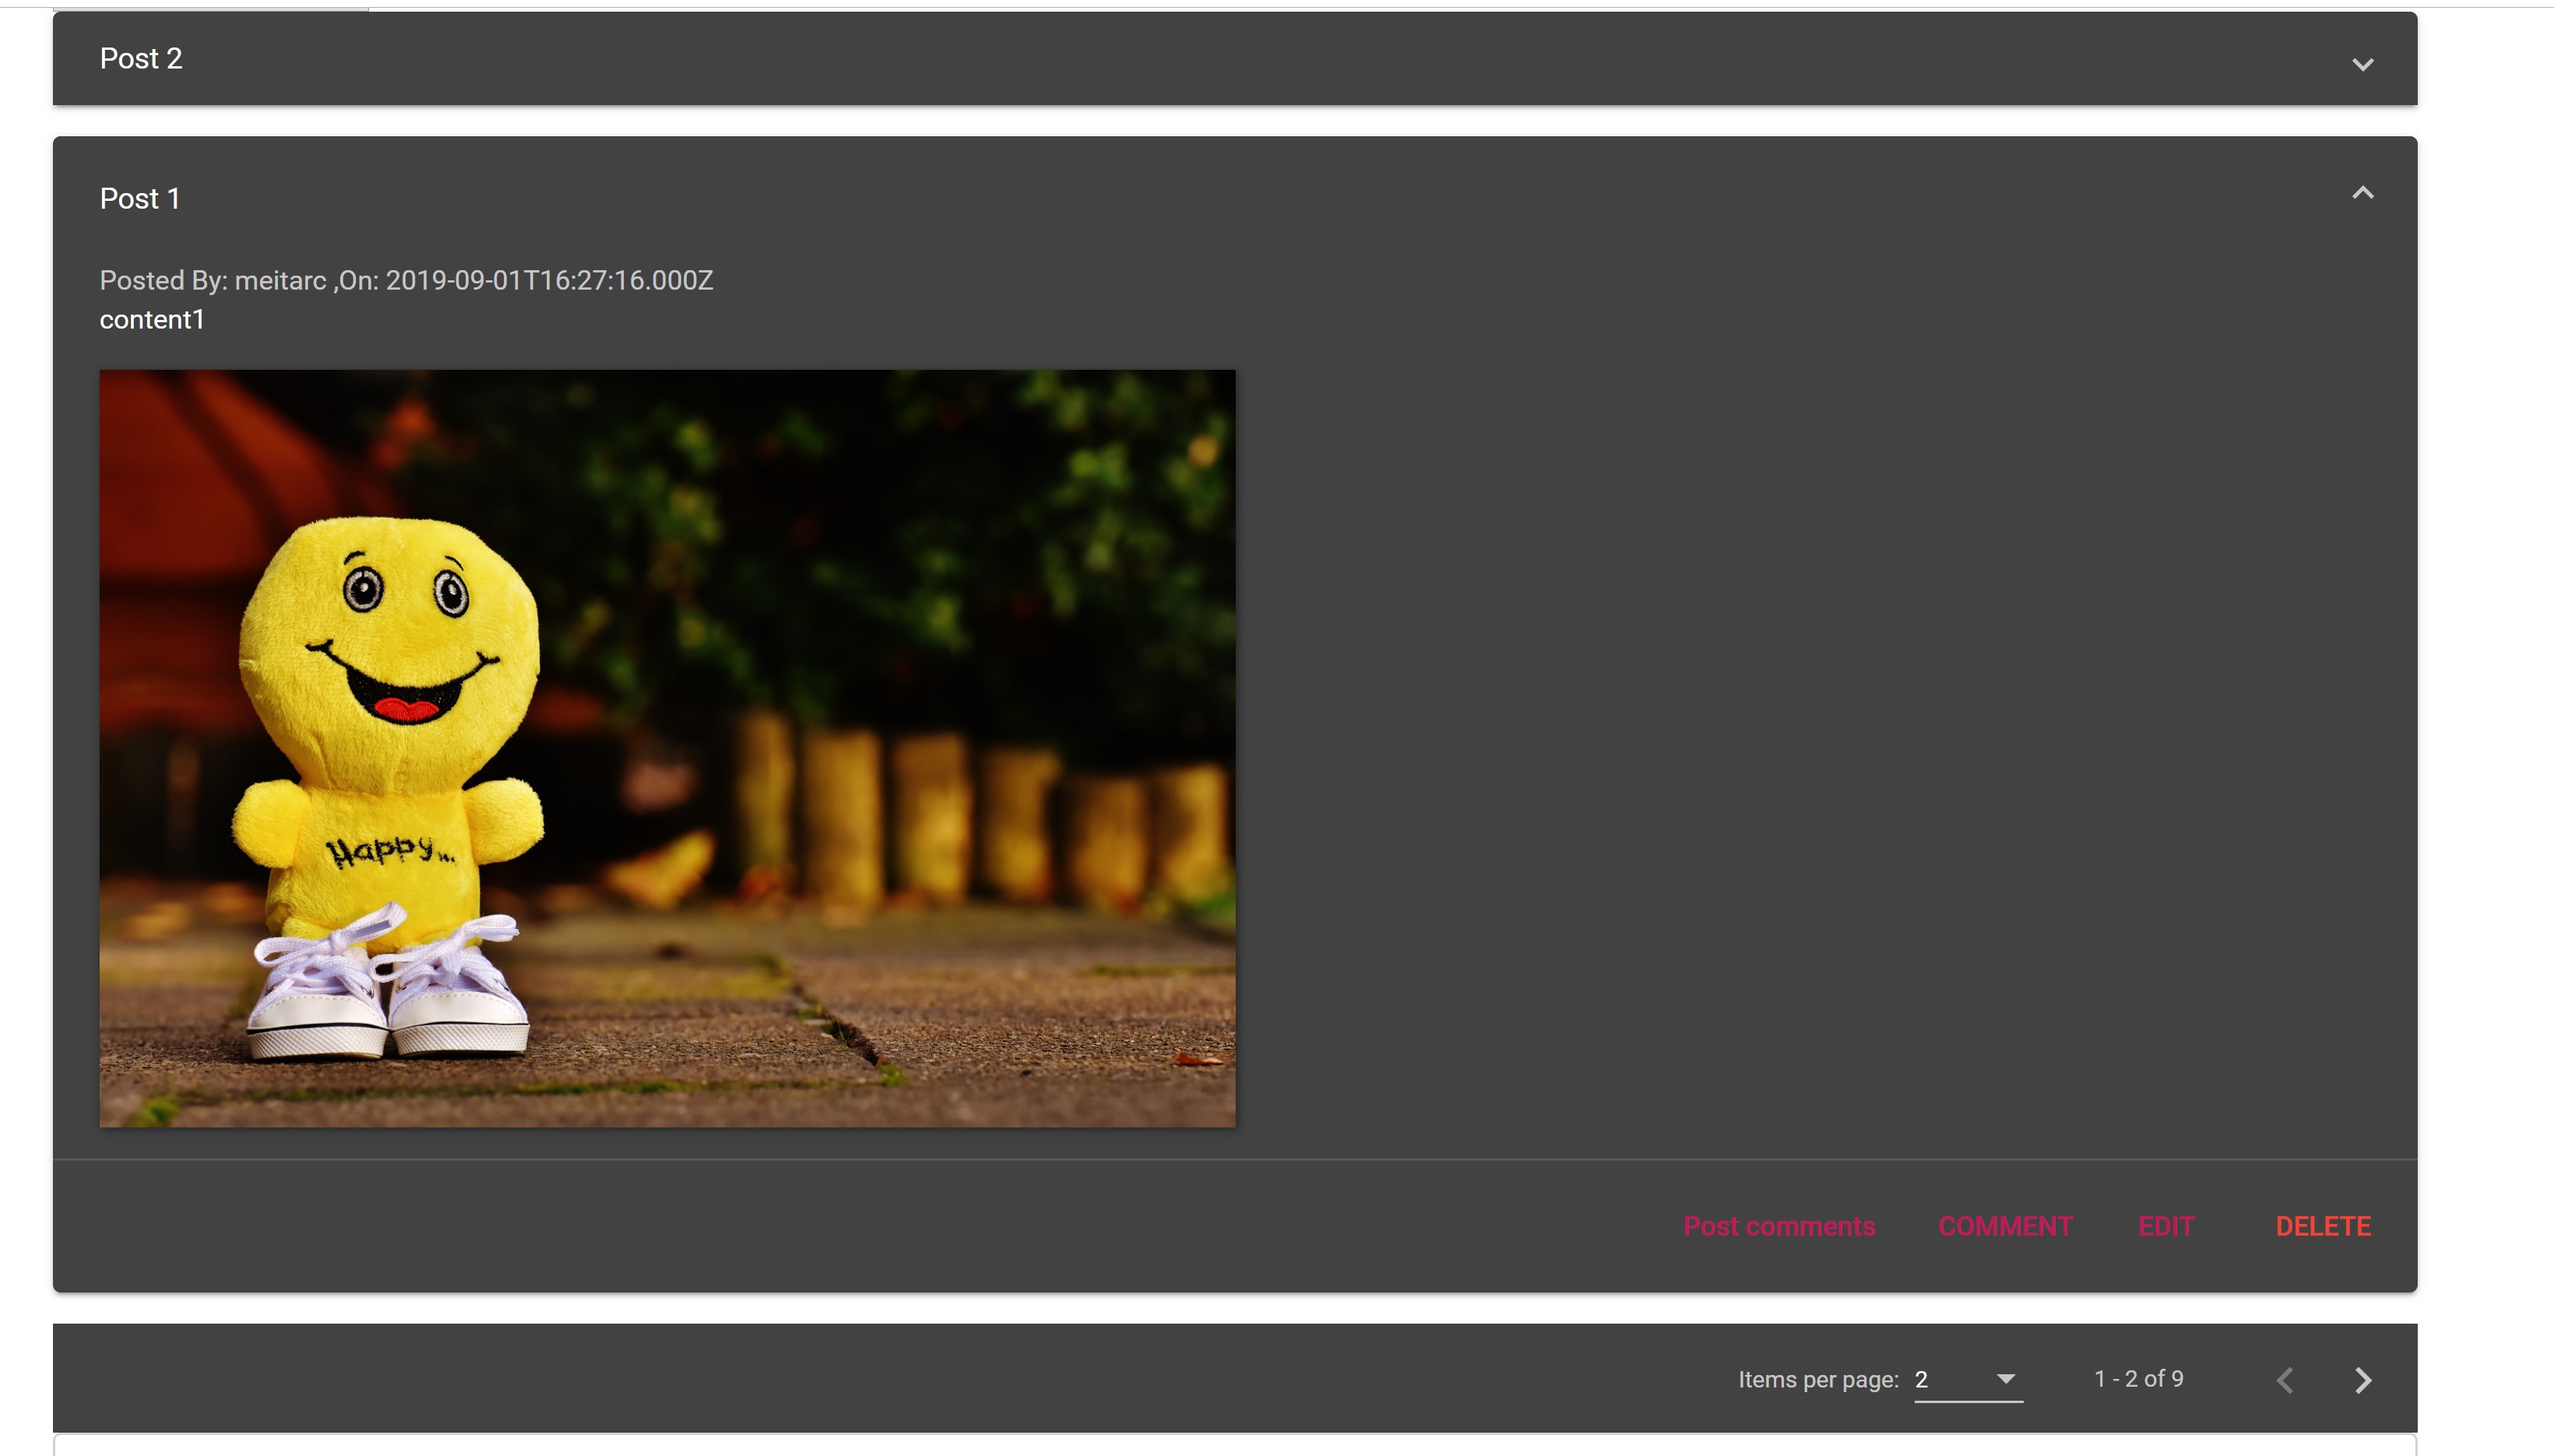 Post 2
Post 1
Posted By: meitarc ,On: 2019-09-01T16:27:16.000Z
content1
Happy...
Post comments COMMENT EDIT DELETE
Items per page: 2 1 - 2 of 9